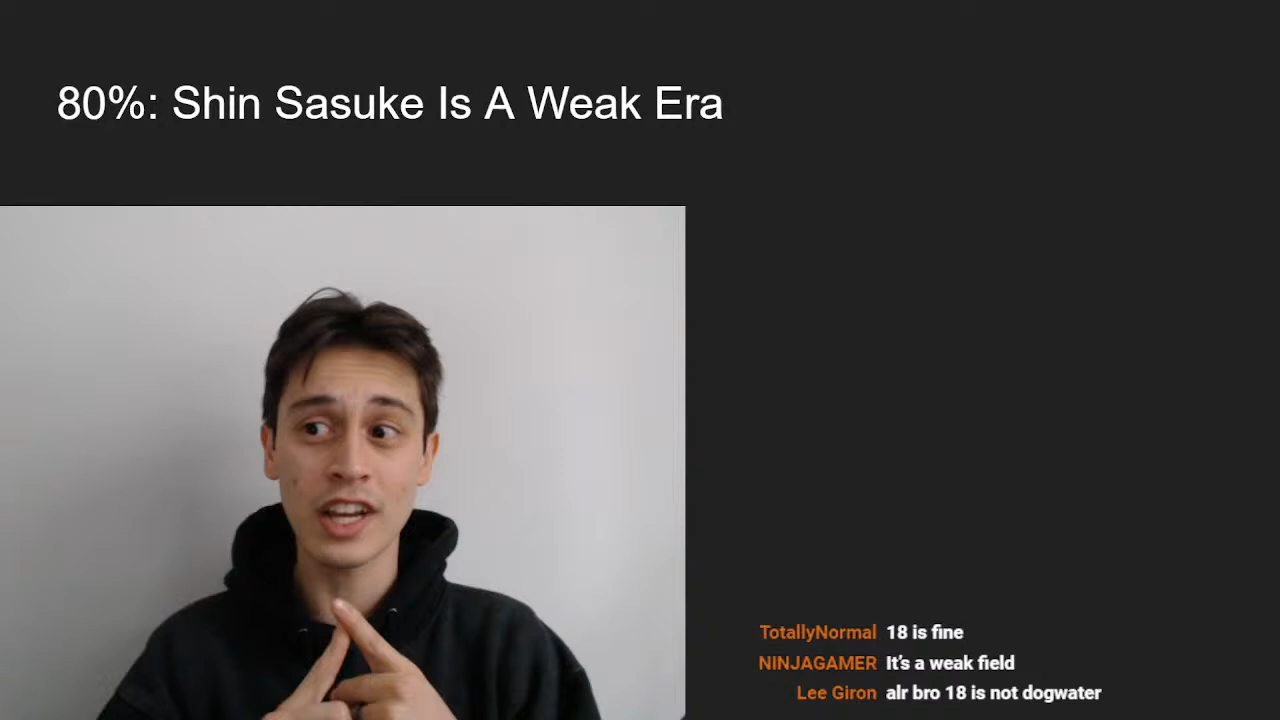 80%: Shin Sasuke Is A Weak Era
TotallyNormal 18 is fine
NINJAGAMER It's a weak field
Lee Giron alr bro 18 is not dogwater